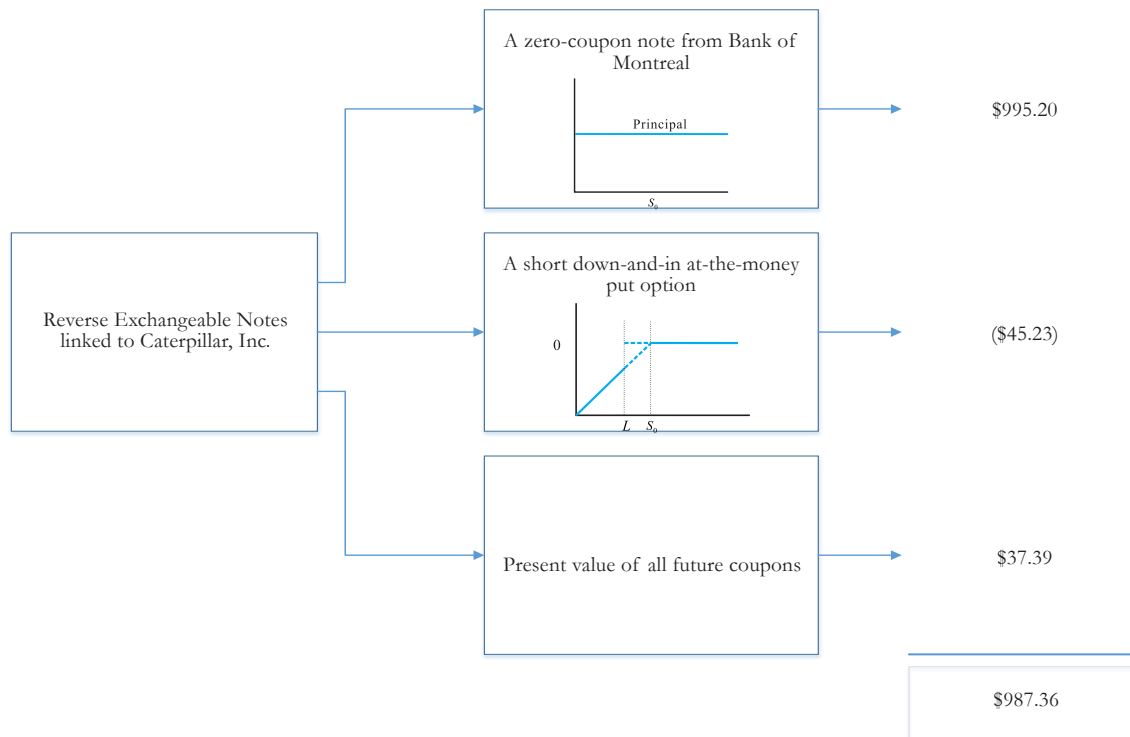 A zero-coupon note from Bank of
Montreal
Principal
S₀
$995.20
Reverse Exchangeable Notes
linked to Caterpillar, Inc.
A short down-and-in at-the-money
put option
0
L S₀
($45.23)
Present value of all future coupons
$37.39
$987.36